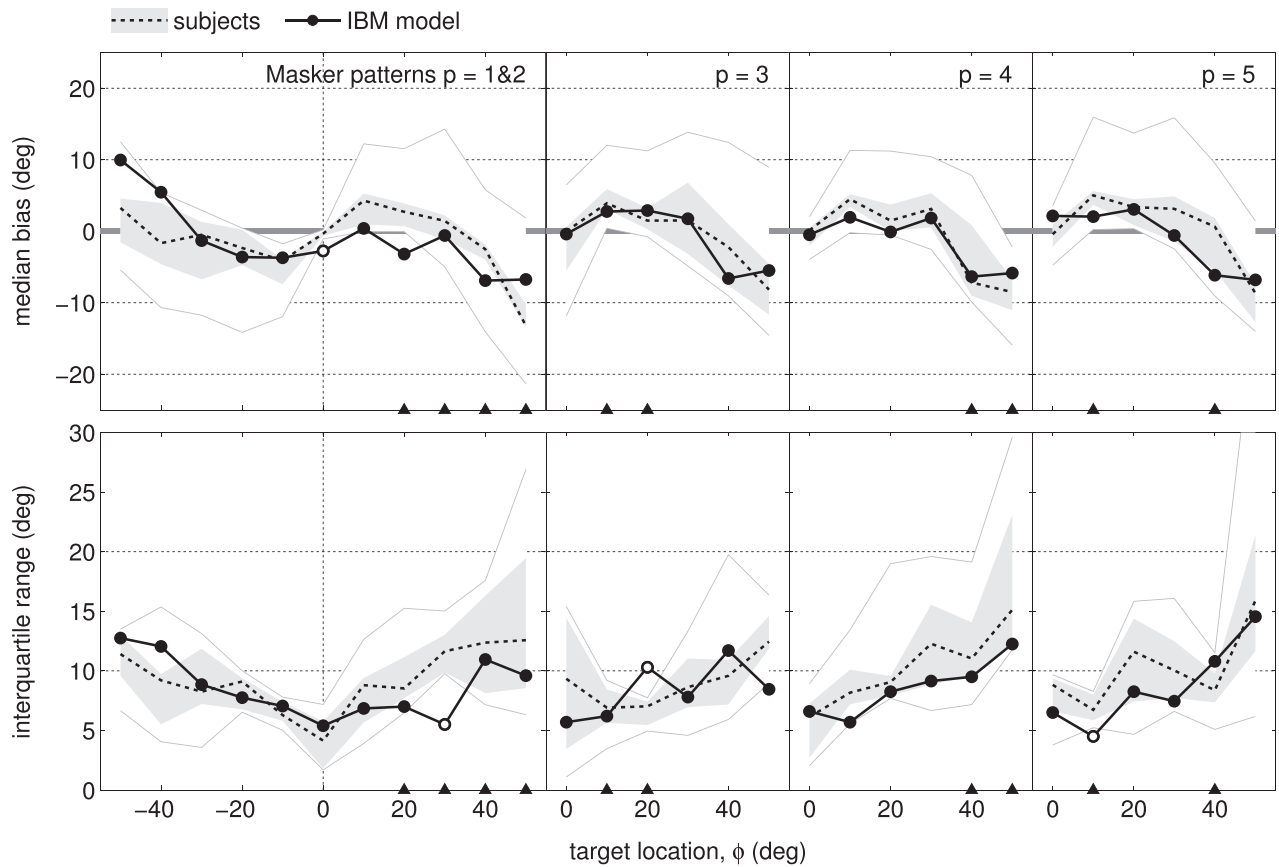 subjects IBM model
Masker patterns p = 1&2 p = 3 p = 4 p = 5
median bias (deg)
20
10
0
−10
−20
interquartile range (deg)
30
25
20
15
10
5
0
−40 −20 0 20 40 0 20 40 0 20 40 0 20 40
target location, ϕ (deg)